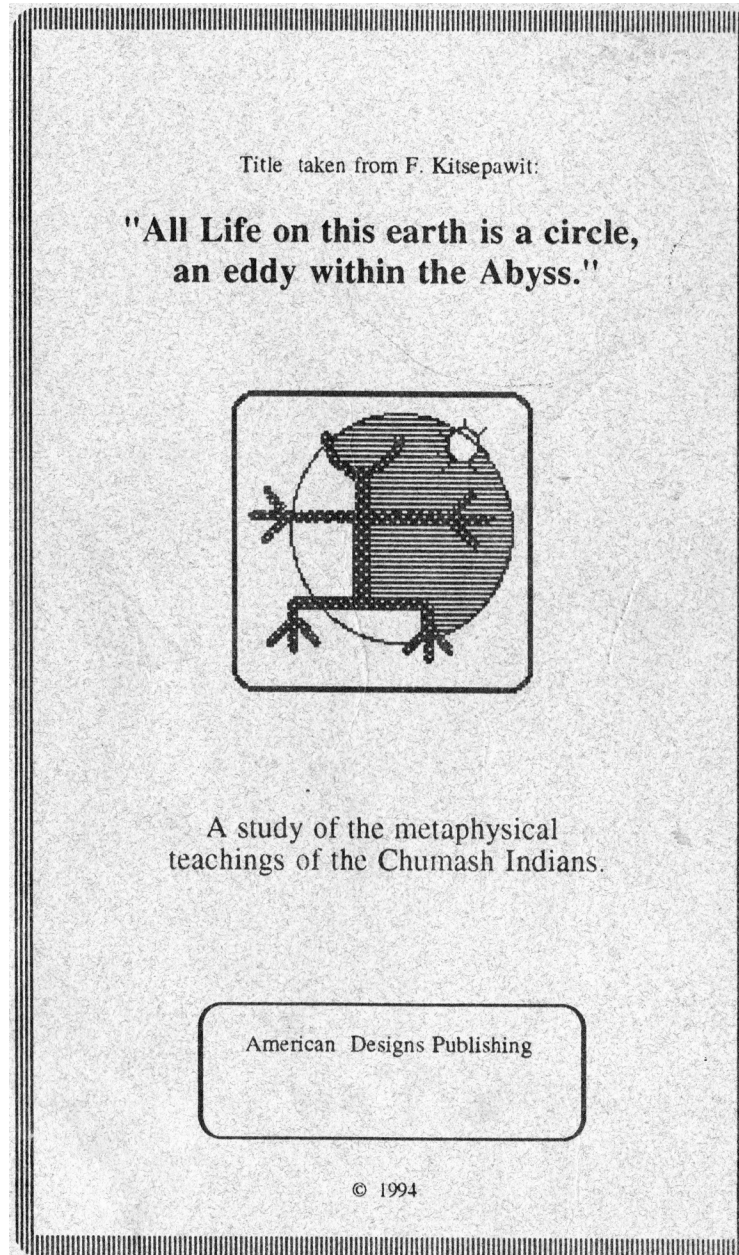 Title taken from F. Kitsepawit:
"All Life on this earth is a circle,
an eddy within the Abyss."
A study of the metaphysical
teachings of the Chumash Indians.
American Designs Publishing
© 1994